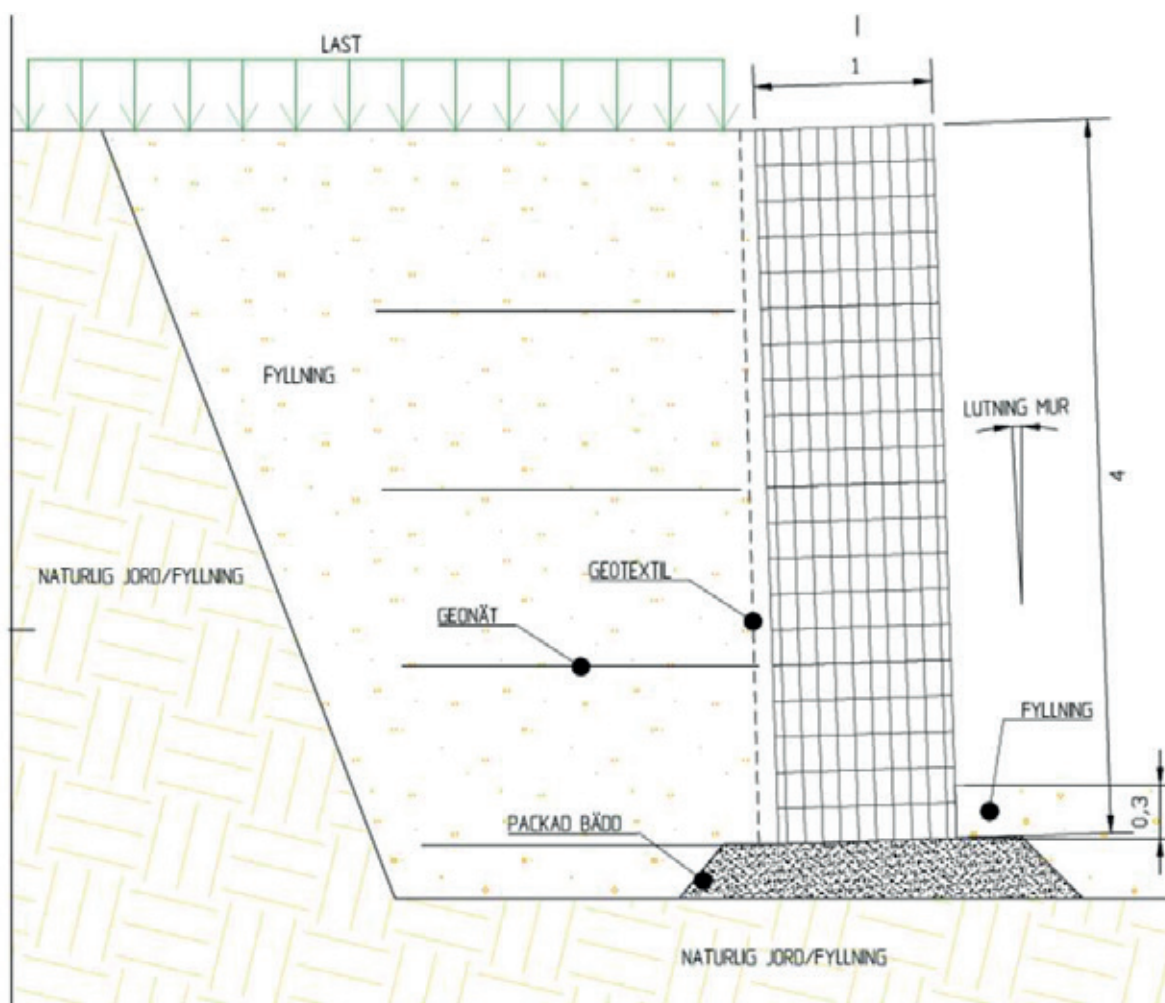 LAST
1
FYLLNING
LUTNING MUR
4
NATURLIG JORD/FYLLNING
GEOTEXTIL
GEONÄT
FYLLNING
0,3
PACKAD BÄDD
NATURLIG JORD/FYLLNING